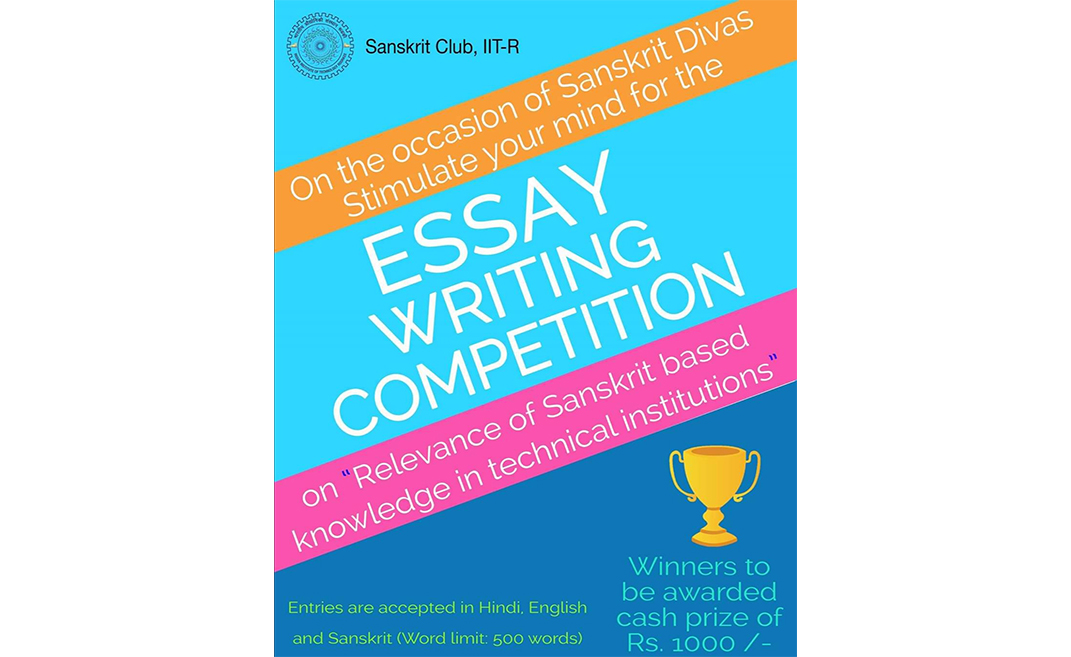 Sanskrit Club, IIT-R
On the occasion of Sanskrit Divas
Stimulate your mind for the
ESSAY
WRITING
COMPETITION
on “Relevance of Sanskrit based
knowledge in technical institutions”
Entries are accepted in Hindi, English
and Sanskrit (Word limit: 500 words)
Winners to
be awarded
cash prize of
Rs. 1000 /-